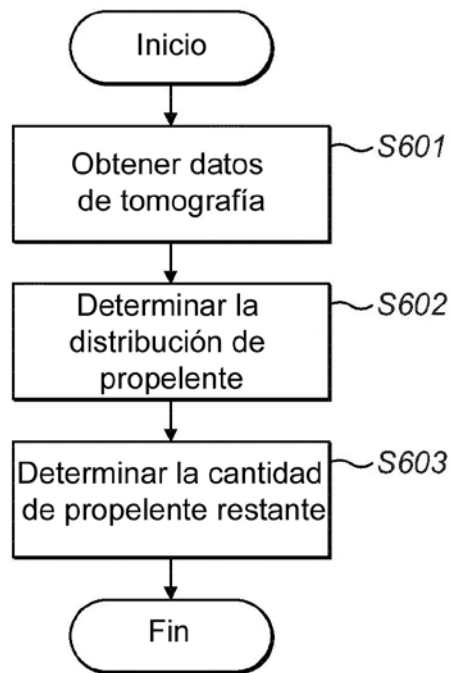 Inicio
Obtener datos
de tomografía
S601
Determinar la
distribución de
propelente
S602
Determinar la cantidad
de propelente restante
S603
Fin